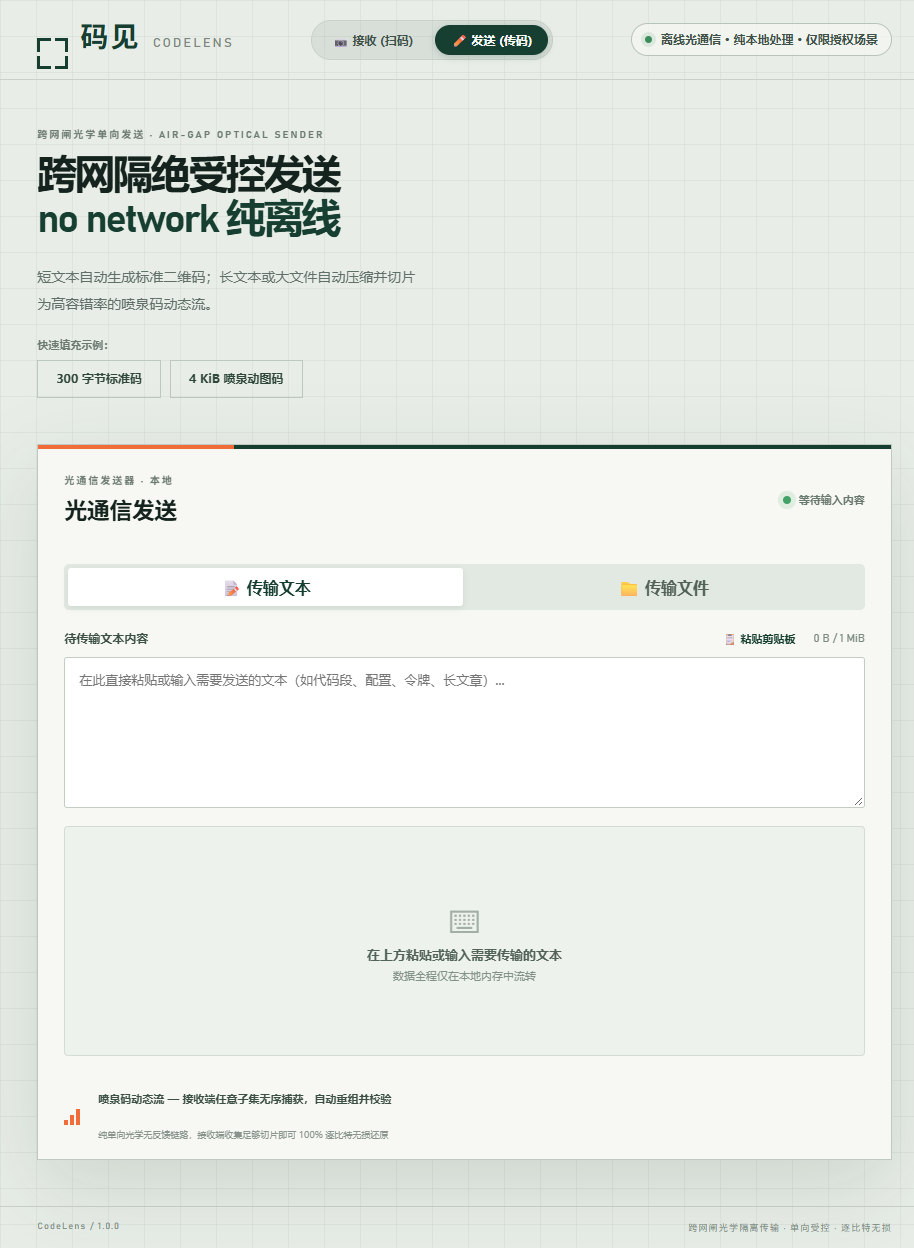 码见 CODELENS
接收 (扫码)
发送 (传码)
离线光通信 • 纯本地处理 • 仅限授权场景
跨网闸光学单向发送 · AIR-GAP OPTICAL SENDER
跨网隔绝受控发送
no network 纯离线
短文本自动生成标准二维码；长文本或大文件自动压缩并切片
为高容错率的喷泉码动态流。
快速填充示例：
300 字节标准码
4 KiB 喷泉动图码
光通信发送器 · 本地
光通信发送
等待输入内容
传输文本
传输文件
待传输文本内容
粘贴剪贴板
0 B / 1 MiB
在此直接粘贴或输入需要发送的文本（如代码段、配置、令牌、长文章）...
在上方粘贴或输入需要传输的文本
数据全程仅在本地内存中流转
喷泉码动态流 — 接收端任意子集无序捕获，自动重组并校验
纯单向光学无反馈链路，接收端收集足够切片即可 100% 逐比特无损还原
CodeLens / 1.0.0
跨网闸光学隔离传输 · 单向受控 · 逐比特无损